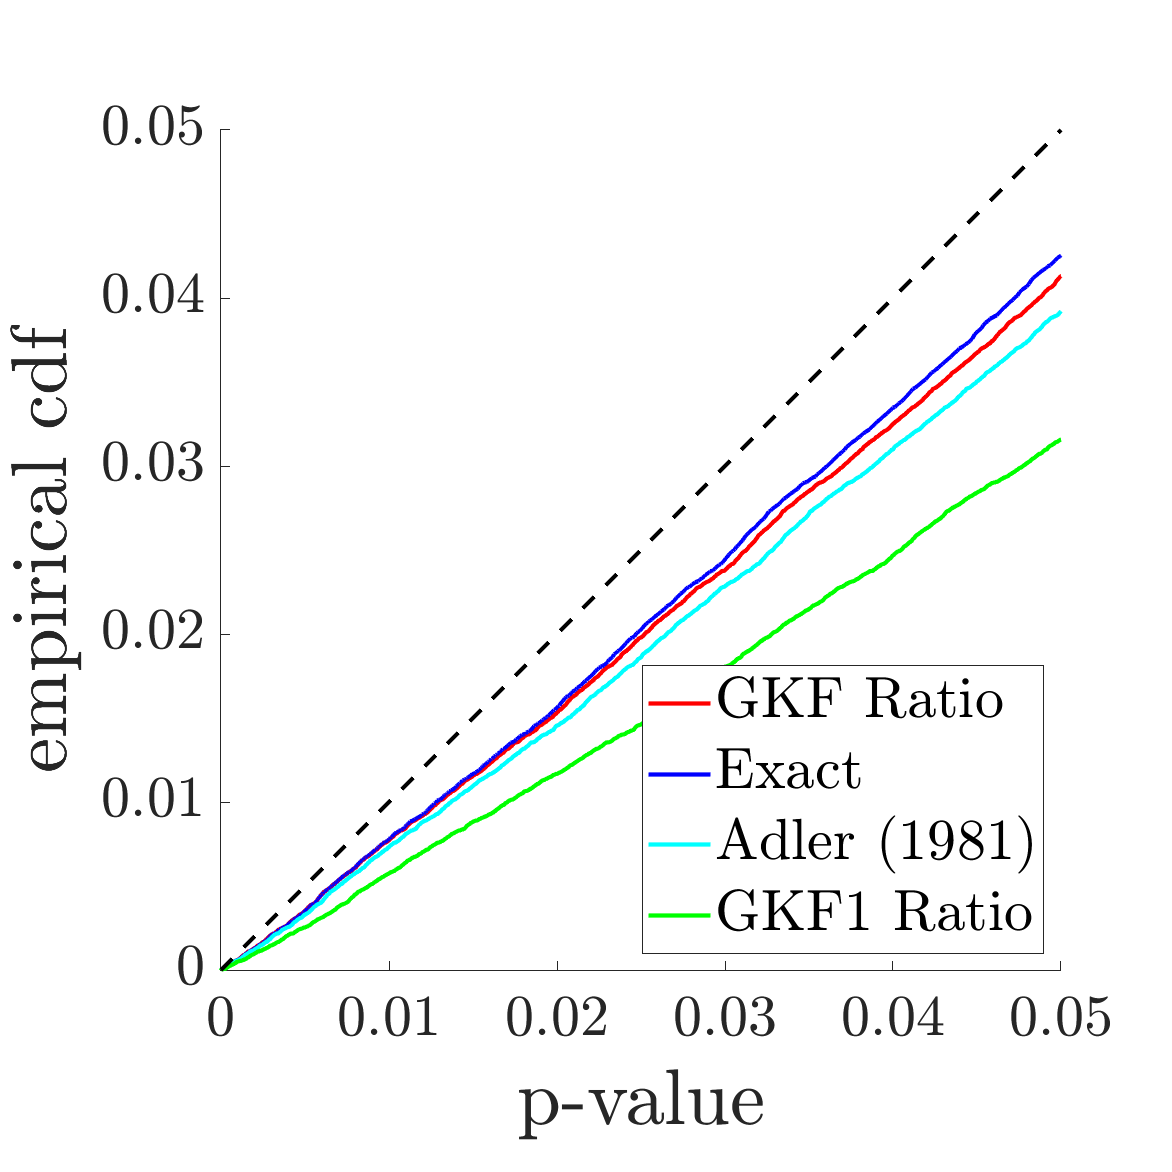 0.05
0.04
0.03
0.02
0.01
0
empirical cdf
GKF Ratio
Exact
Adler (1981)
GKF1 Ratio
0 0.01 0.02 0.03 0.04 0.05
p-value